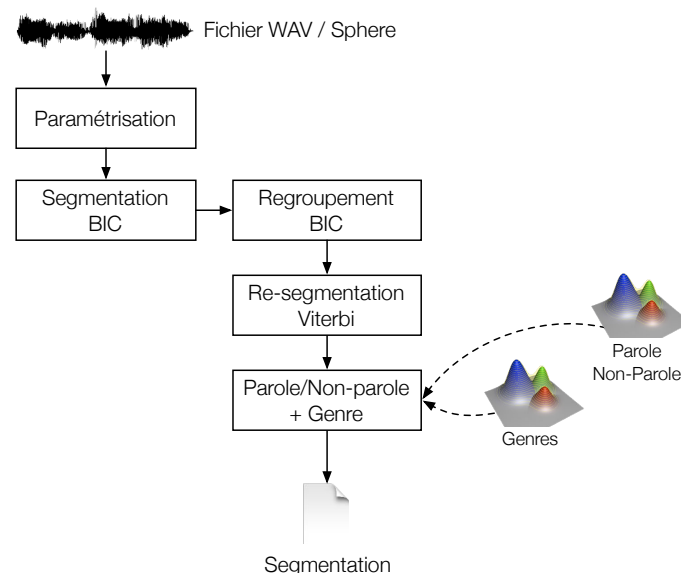 Fichier WAV / Sphere
Paramétrisation
Segmentation
BIC
Regroupement
BIC
Re-segmentation
Viterbi
Parole/Non-parole
+ Genre
Parole
Non-Parole
Genres
Segmentation